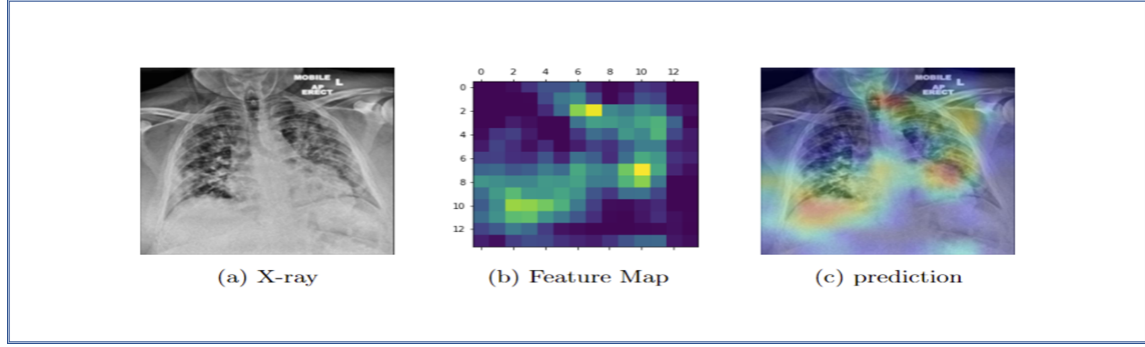 MOBILE
L
AP
ERECT
0 2 4 6 8 10 12
0
2
4
6
8
10
12
MOBILE
L
AP
ERECT
(a) X-ray
(b) Feature Map
(c) prediction